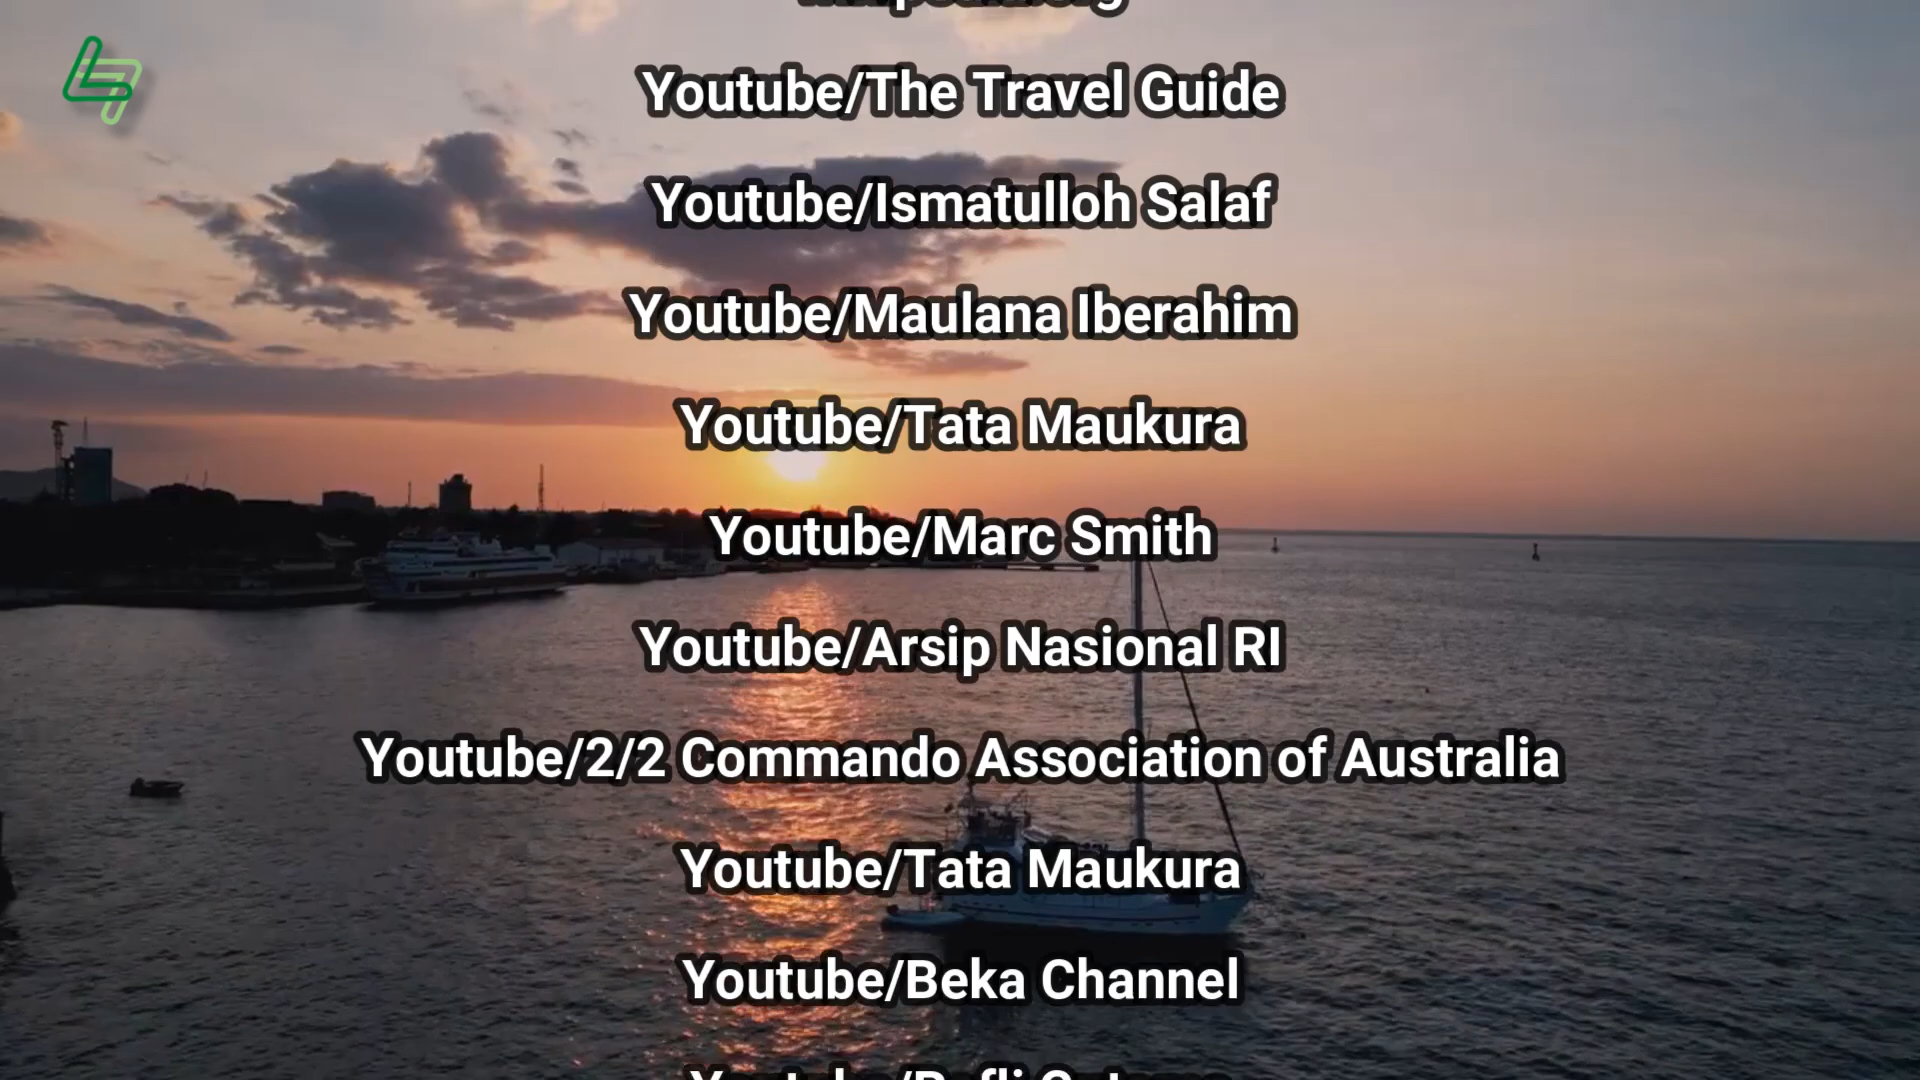 Youtube/The Travel Guide
Youtube/Ismatulloh Salaf
Youtube/Maulana Iberahim
Youtube/Tata Maukura
Youtube/Marc Smith
Youtube/Arsip Nasional RI
Youtube/2/2 Commando Association of Australia
Youtube/Tata Maukura
Youtube/Beka Channel